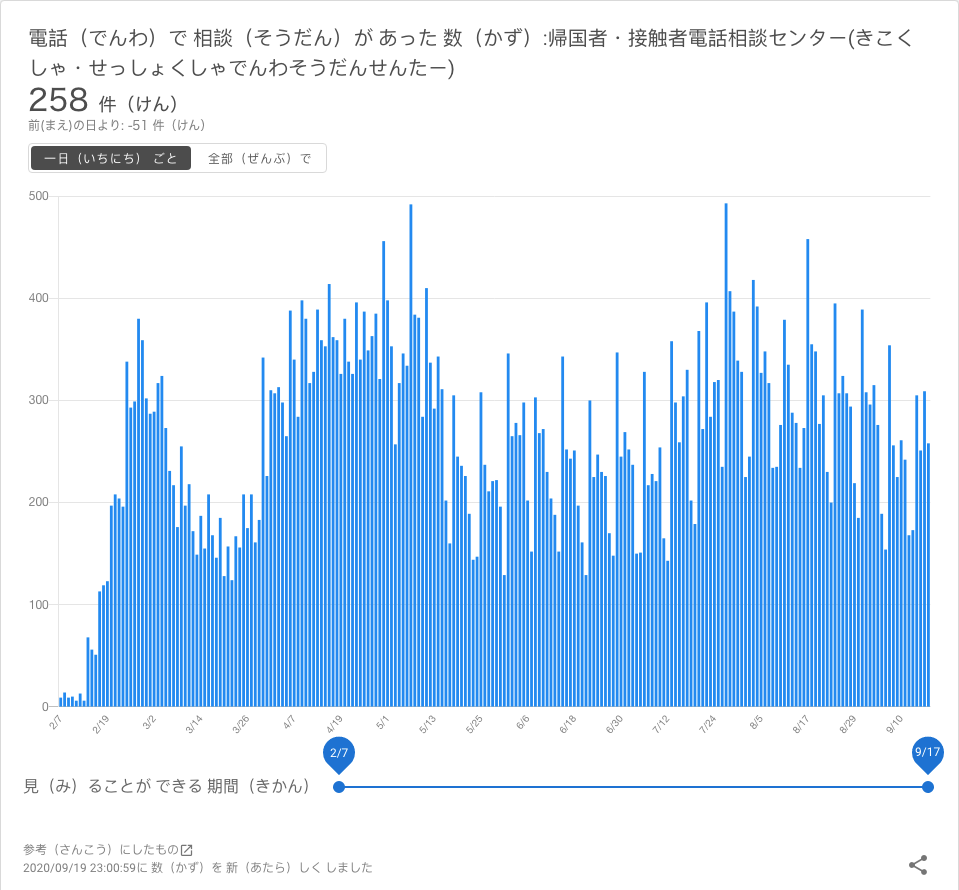 電話（でんわ）で 相談（そうだん）が あった 数（かず）:帰国者・接触者電話相談センター(きこく
しゃ・せっしょくしゃでんわそうだんせんたー)
258 件（けん）
前(まえ)の日より: -51 件（けん）
一日（いちにち） ごと 全部（ぜんぶ）で
500
400
300
200
100
0
2/7 2/19 3/2 3/14 3/26 4/7 4/19 5/1 5/13 5/25 6/6 6/18 6/30 7/12 7/24 8/5 8/17 8/29 9/10
2/7 9/17
見（み）ることが できる 期間（きかん）
参考（さんこう）にしたもの
2020/09/19 23:00:59に 数（かず）を 新（あたら）しく しました